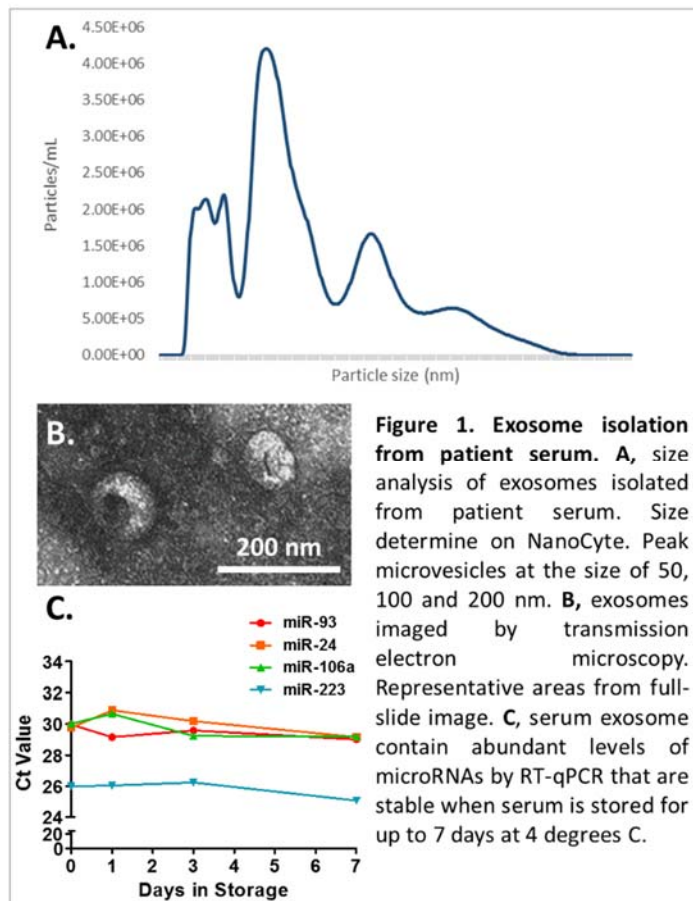 A.
4.50E+06
4.00E+06
3.50E+06
3.00E+06
2.50E+06
2.00E+06
1.50E+06
1.00E+06
5.00E+05
0.00E+00
Particles/mL
Particle size (nm)
B.
200 nm
C.
miR-93
miR-24
miR-106a
miR-223
34
32
30
28
26
24
20
0
Ct Value
0 1 3 5 7
Days in Storage
Figure 1. Exosome isolation
from patient serum. A, size
analysis of exosomes isolated
from patient serum. Size
determine on NanoCyte. Peak
microvesicles at the size of 50,
100 and 200 nm. B, exosomes
imaged by transmission
electron microscopy.
Representative areas from full-
slide image. C, serum exosome
contain abundant levels of
microRNAs by RT-qPCR that are
stable when serum is stored for
up to 7 days at 4 degrees C.